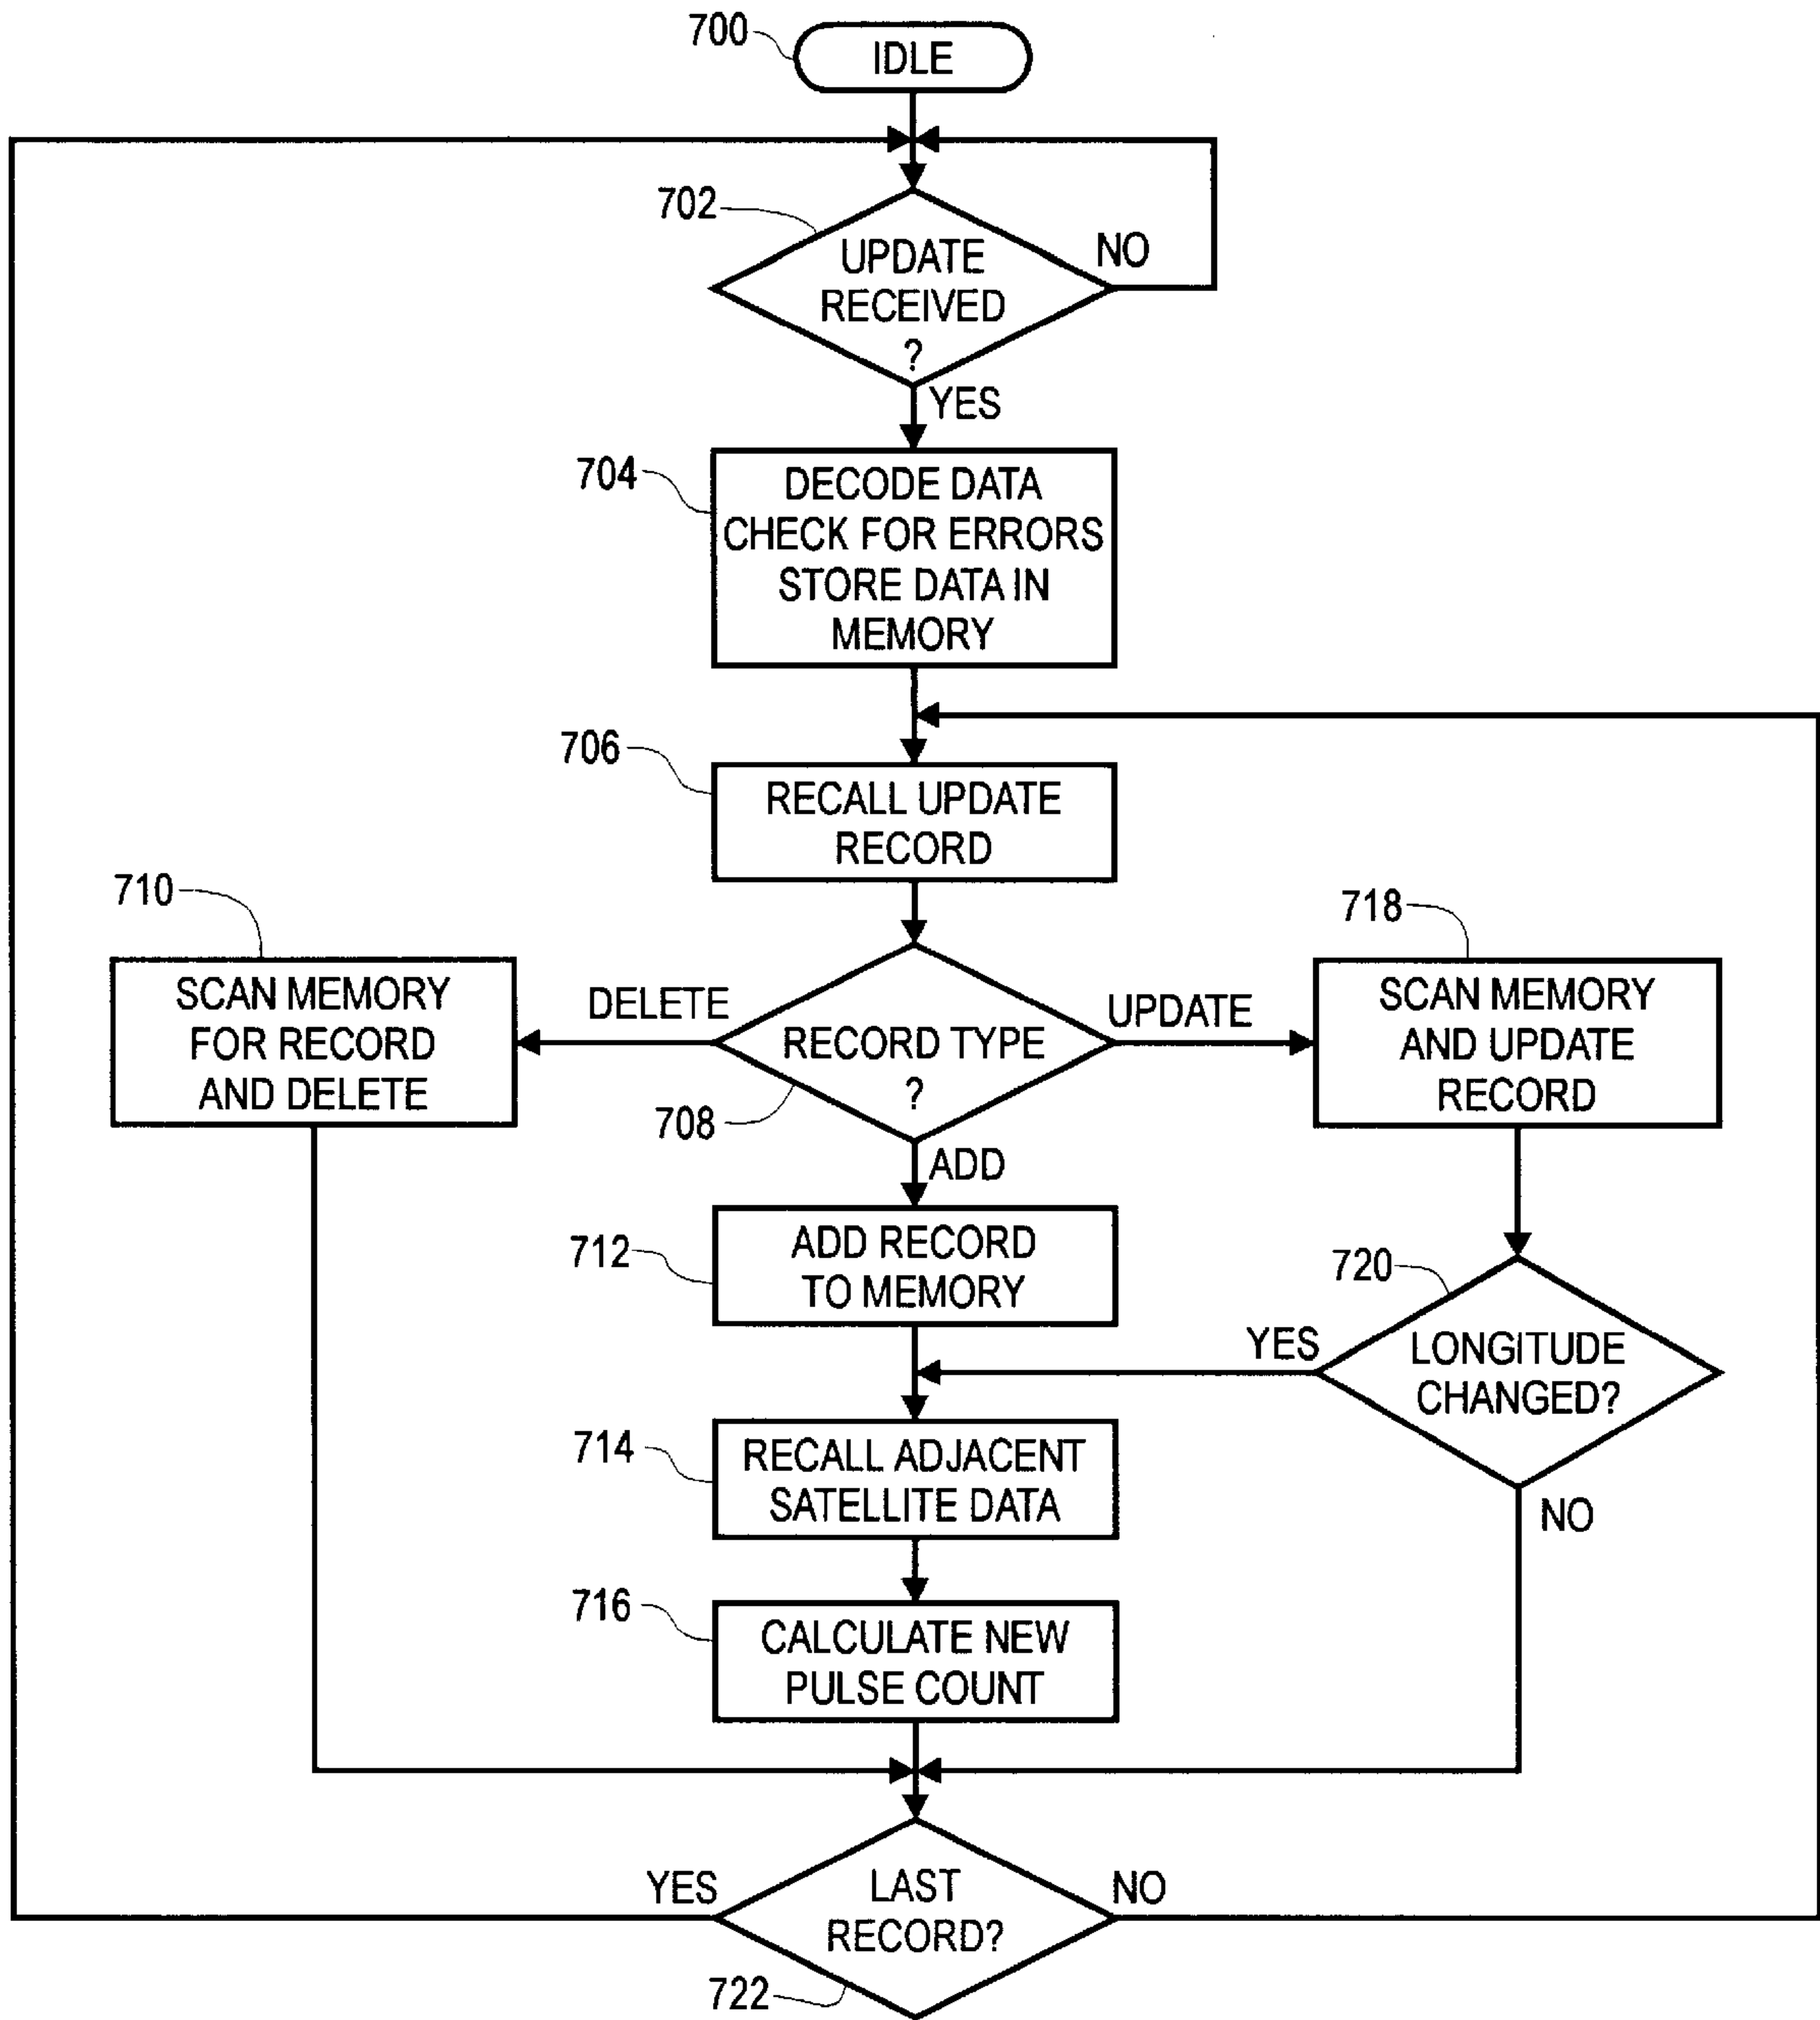 700
IDLE
702
UPDATE
RECEIVED
?
NO
YES
704
DECODE DATA
CHECK FOR ERRORS
STORE DATA IN
MEMORY
706
RECALL UPDATE
RECORD
710
SCAN MEMORY
FOR RECORD
AND DELETE
DELETE
RECORD TYPE
?
708
UPDATE
718
SCAN MEMORY
AND UPDATE
RECORD
ADD
712
ADD RECORD
TO MEMORY
720
LONGITUDE
CHANGED?
YES
NO
714
RECALL ADJACENT
SATELLITE DATA
716
CALCULATE NEW
PULSE COUNT
YES
LAST
RECORD?
NO
722